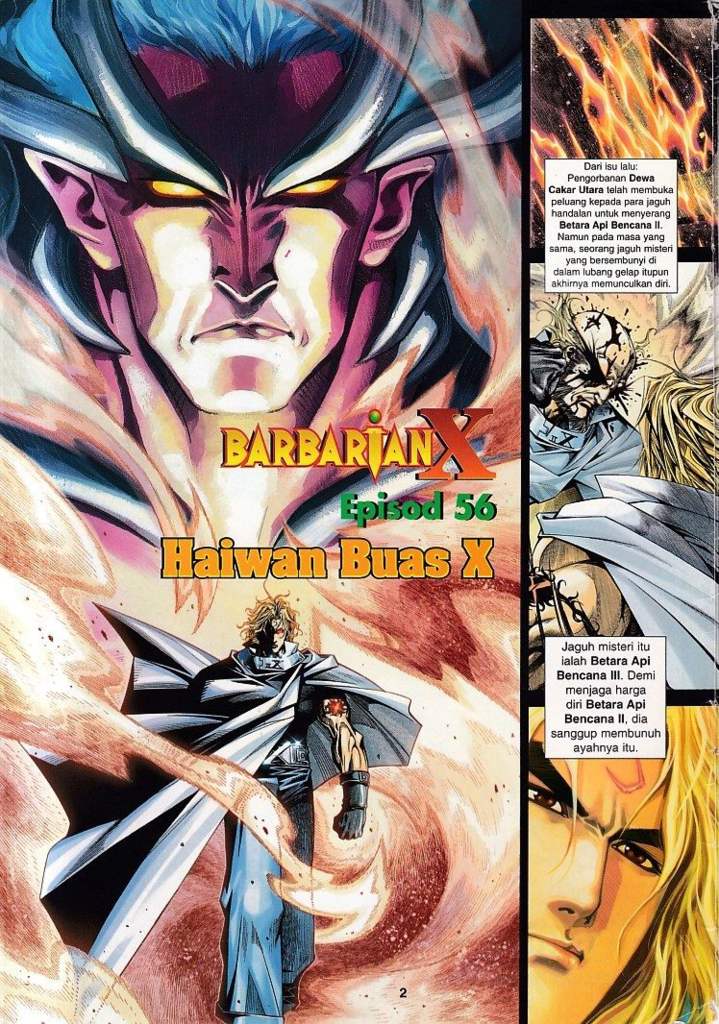 BARBARIAN X
Episod 56
Haiwan Buas X
Dari isu lalu:
Pengorbanan Dewa
Cakar Utara telah membuka
peluang kepada para jaguh
handalan untuk menyerang
Betara Api Bencana II.
Namun pada masa yang
sama, seorang jaguh misteri
yang bersembunyi di
dalam lubang gelap itupun
akhirnya memunculkan diri.
Jaguh misteri itu
ialah Betara Api
Bencana III. Demi
menjaga harga
diri Betara Api
Bencana II, dia
sanggup membunuh
ayahnya itu.
2